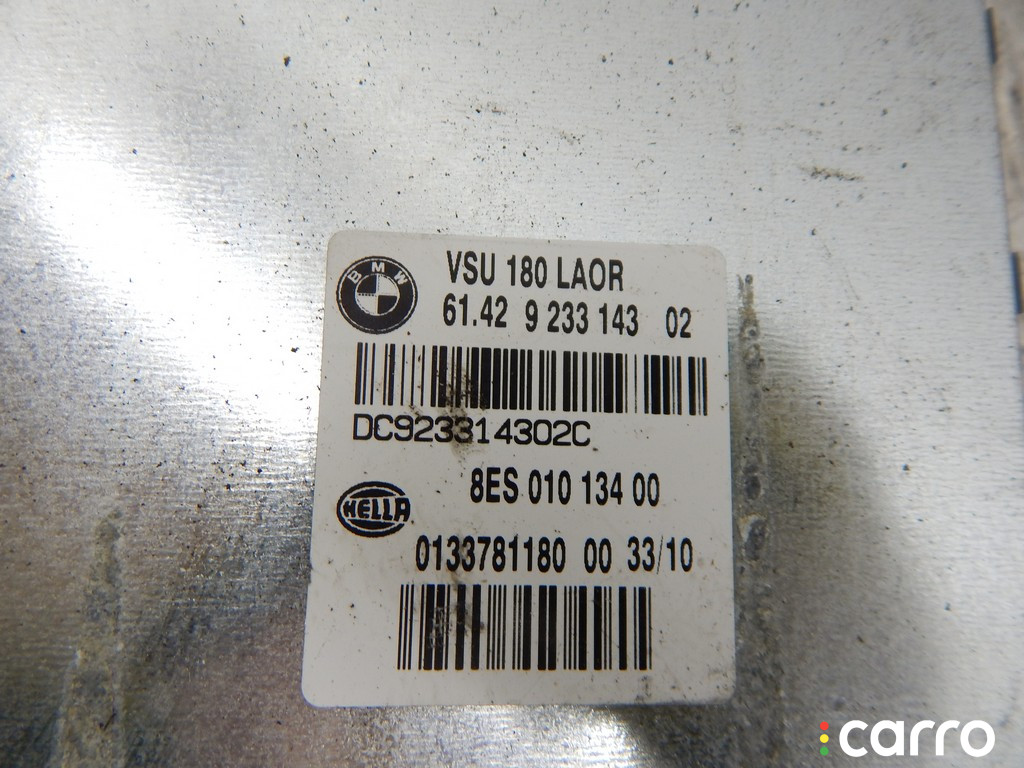 BMW
VSU 180 LAOR
61.42 9 233 143 02
DC923314302C
8ES 010 134 00
HELLA
0133781180 00 33/10
carro